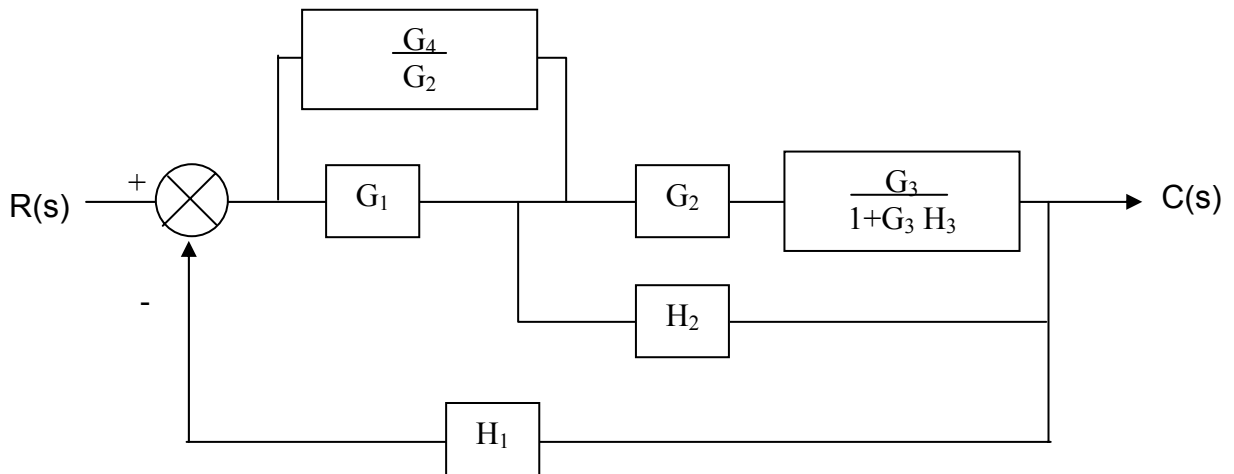 G₄
G₂
R(s)
+
G₁
G₂
G₃
1+G₃ H₃
C(s)
-
H₂
H₁